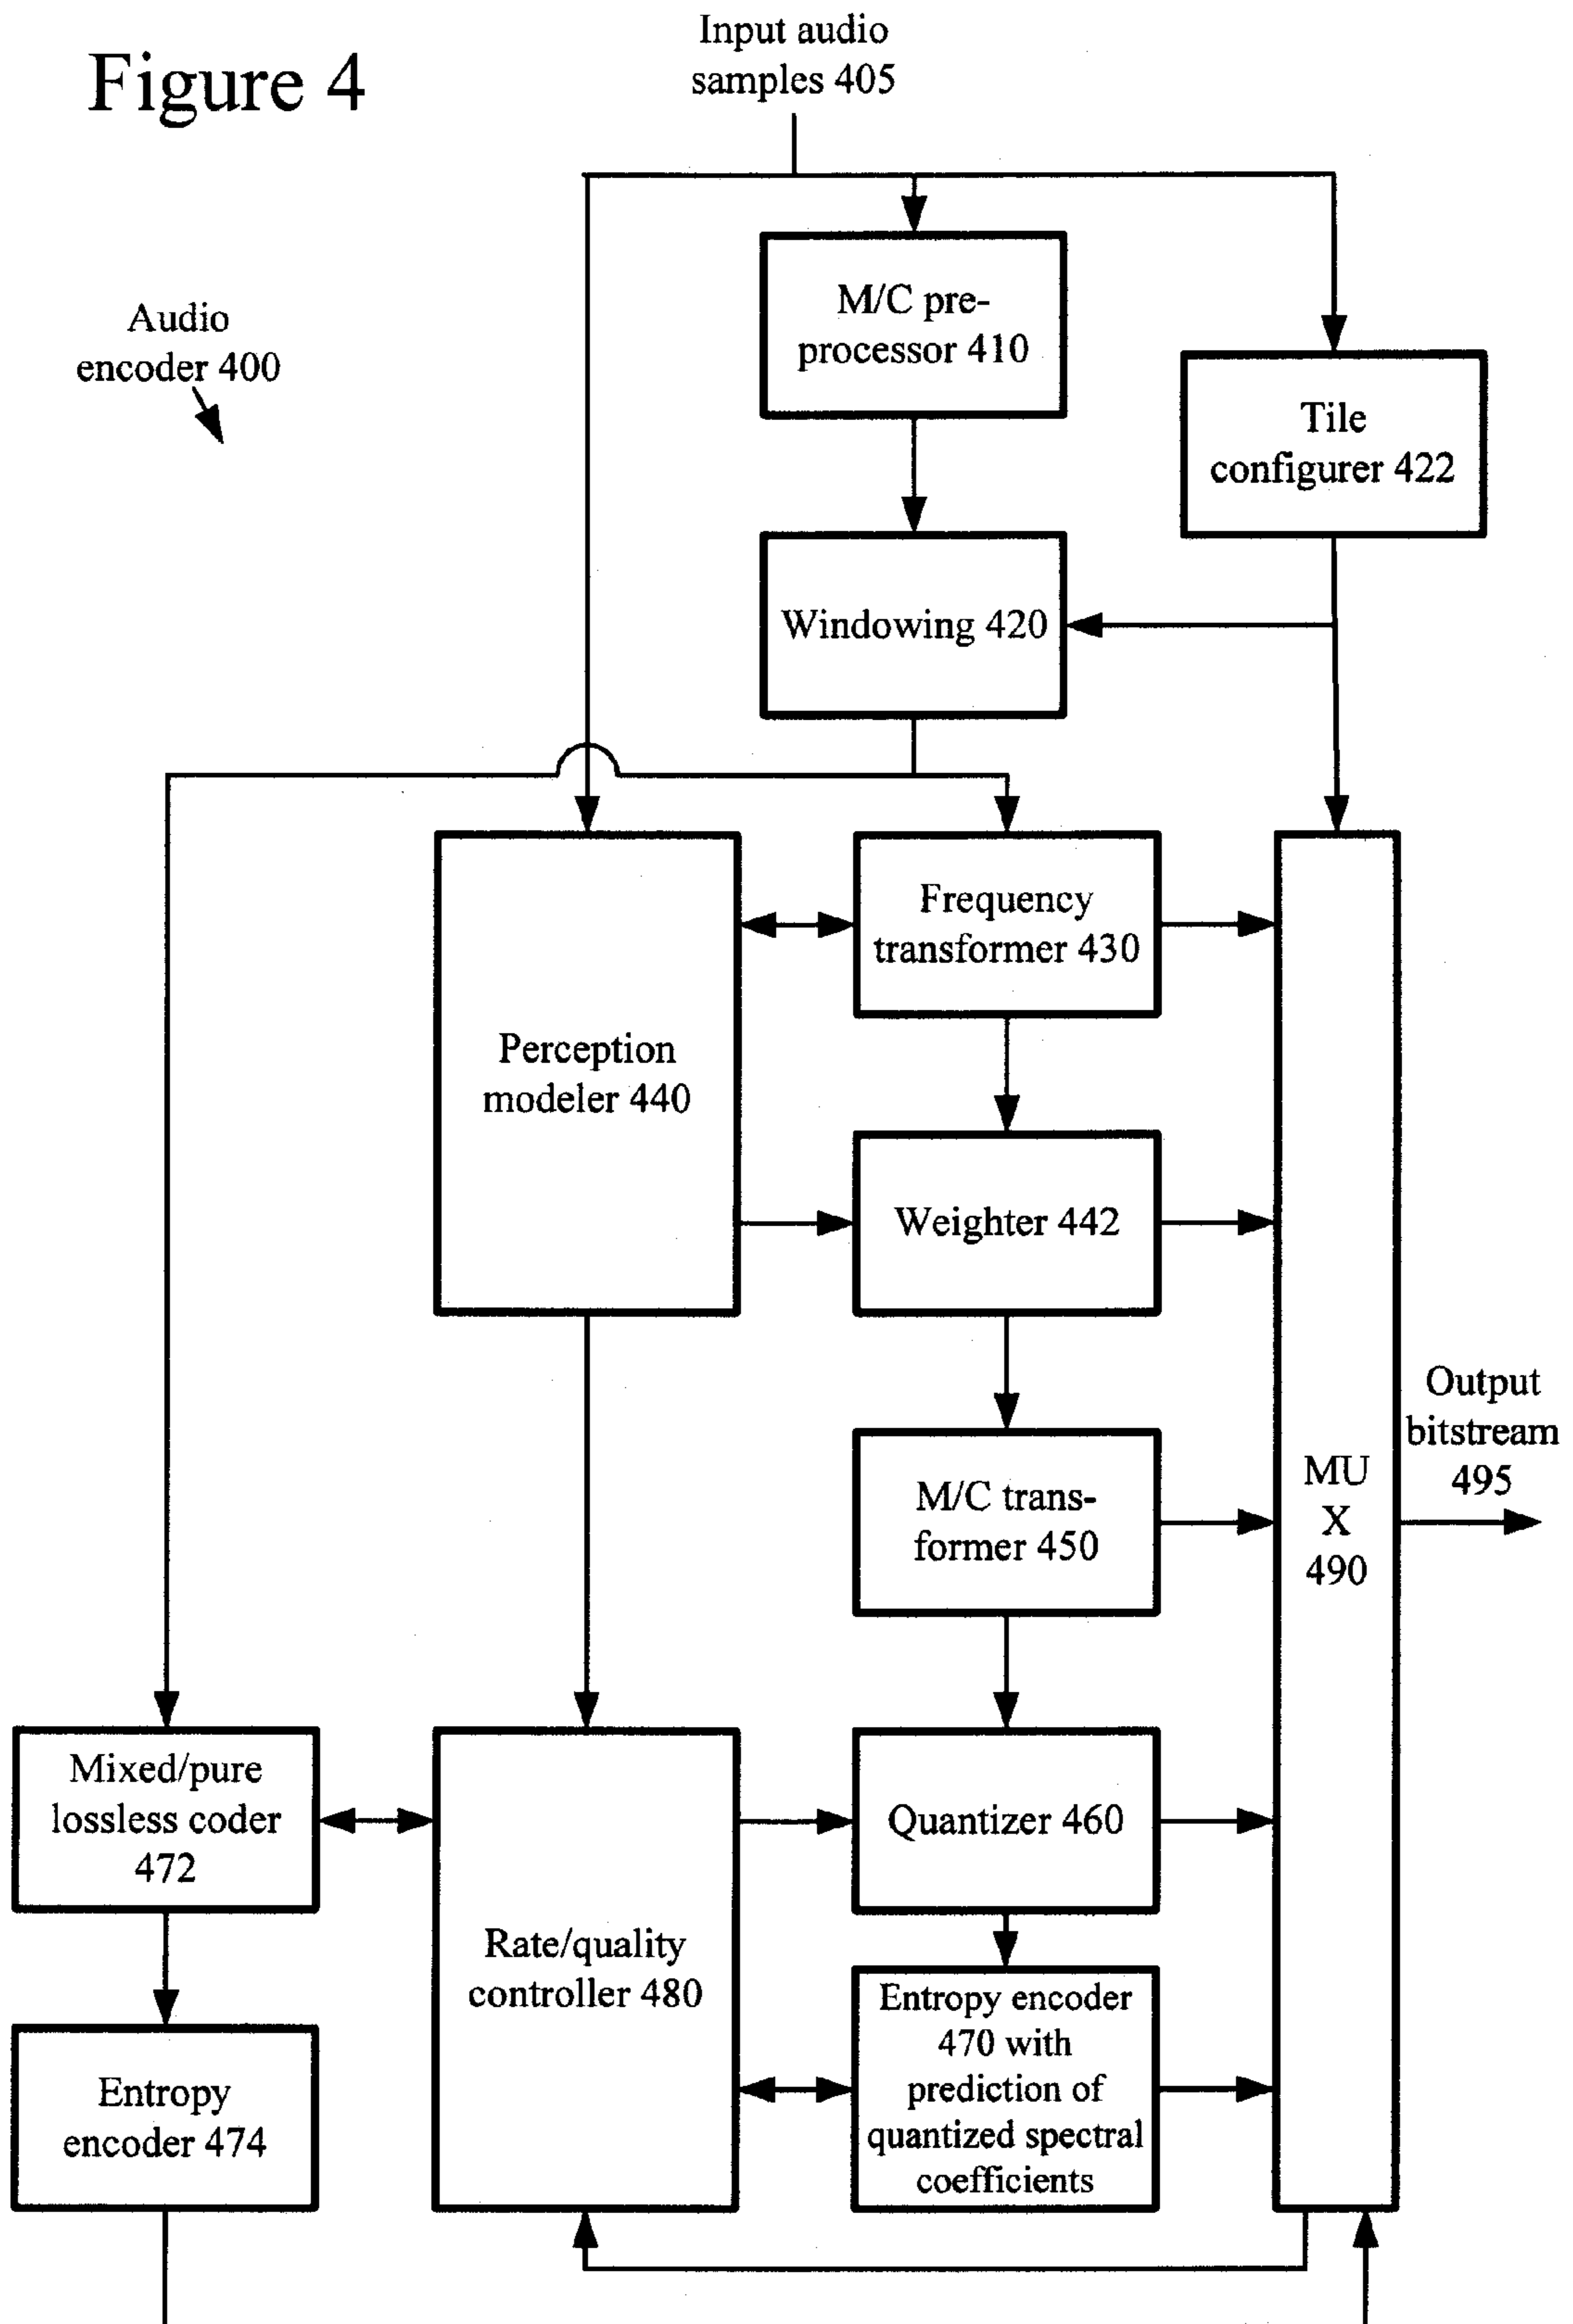 Figure 4
Input audio
samples 405
Audio
encoder 400
M/C pre-
processor 410
Tile
configurer 422
Windowing 420
Perception
modeler 440
Frequency
transformer 430
Weighter 442
M/C trans-
former 450
MU
X
490
Output
bitstream
495
Mixed/pure
lossless coder
472
Rate/quality
controller 480
Quantizer 460
Entropy encoder
470 with
prediction of
quantized spectral
coefficients
Entropy
encoder 474